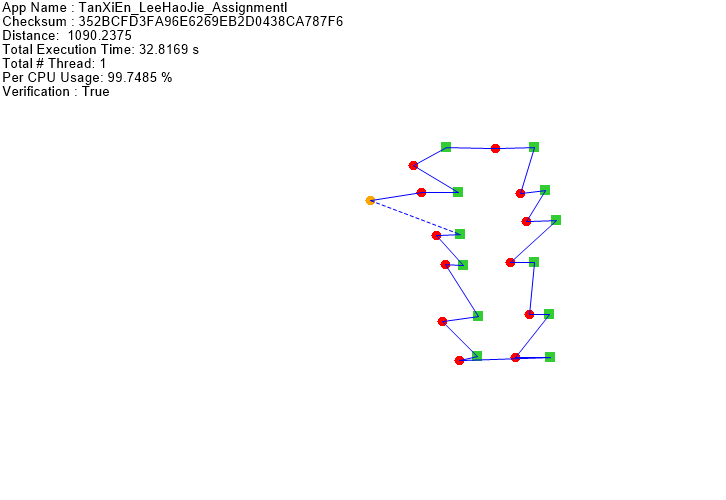 App Name : TanXiEn_LeeHaoJie_AssignmentI
Checksum : 352BCFD3FA96E6269EB2D0438CA787F6
Distance:  1090.2375
Total Execution Time: 32.8169 s
Total # Thread: 1
Per CPU Usage: 99.7485 %
Verification : True